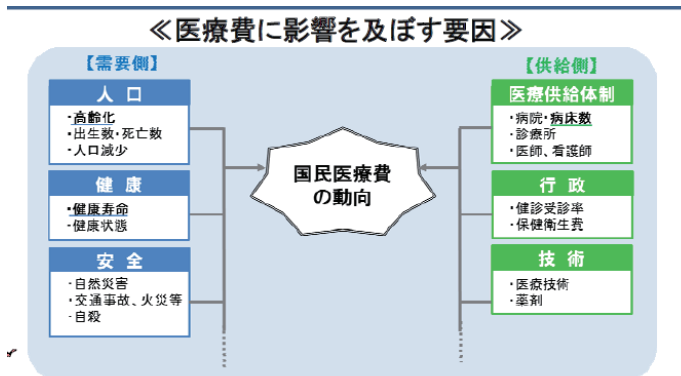 ≪医療費に影響を及ぼす要因≫
【需要側】
人口
・高齢化
・出生数・死亡数
・人口減少
健康
・健康寿命
・健康状態
安全
・自然災害
・交通事故、火災等
・自殺
国民医療費
の動向
【供給側】
医療供給体制
・病院・病床数
・診療所
・医師、看護師
行政
・健診受診率
・保健衛生費
技術
・医療技術
・薬剤